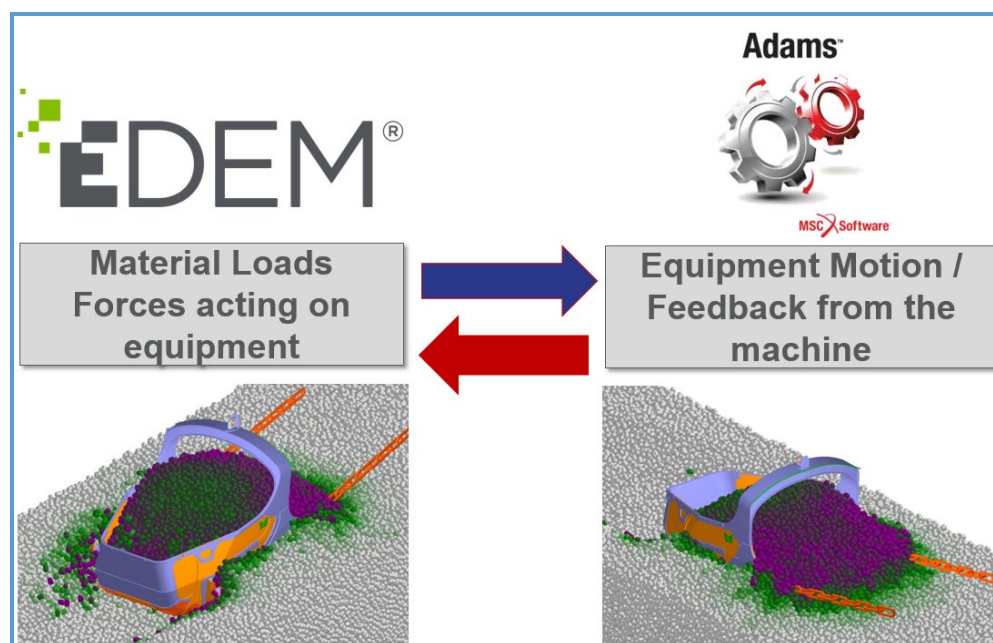 EDEM®
Adams™
MSC Software
Material Loads
Forces acting on
equipment
Equipment Motion /
Feedback from the
machine